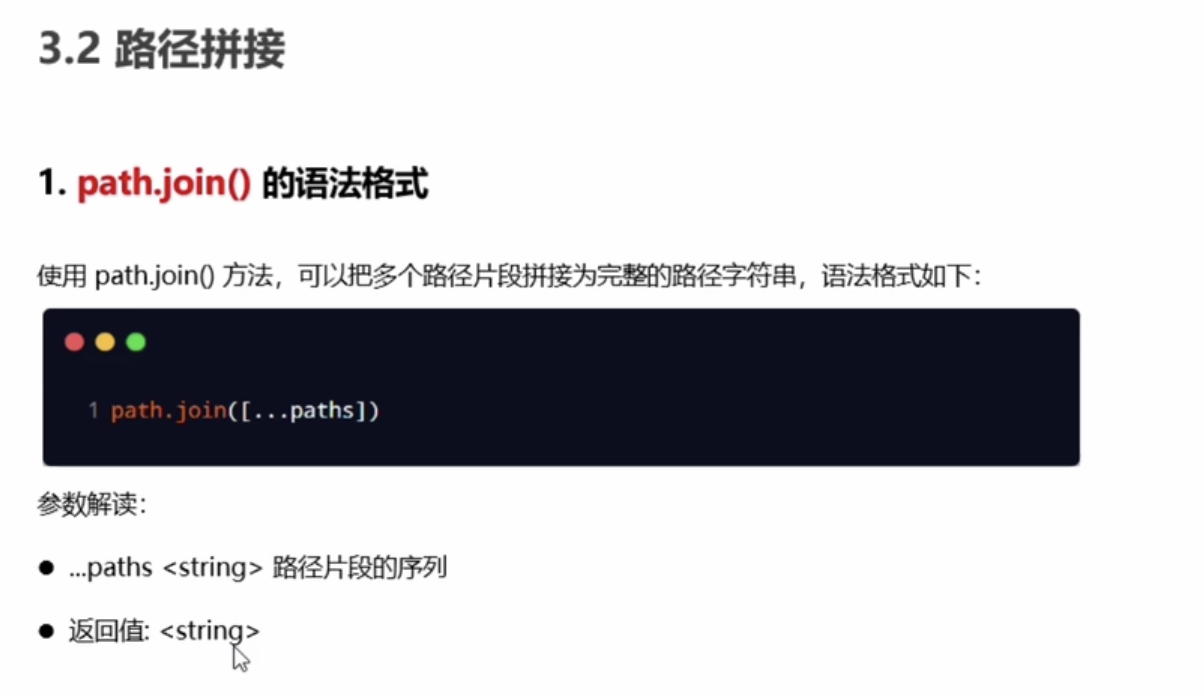 3.2 路径拼接
1. path.join() 的语法格式
使用 path.join() 方法，可以把多个路径片段拼接为完整的路径字符串，语法格式如下：
1 path.join([...paths])
参数解读：
● ...paths <string> 路径片段的序列
● 返回值: <string>